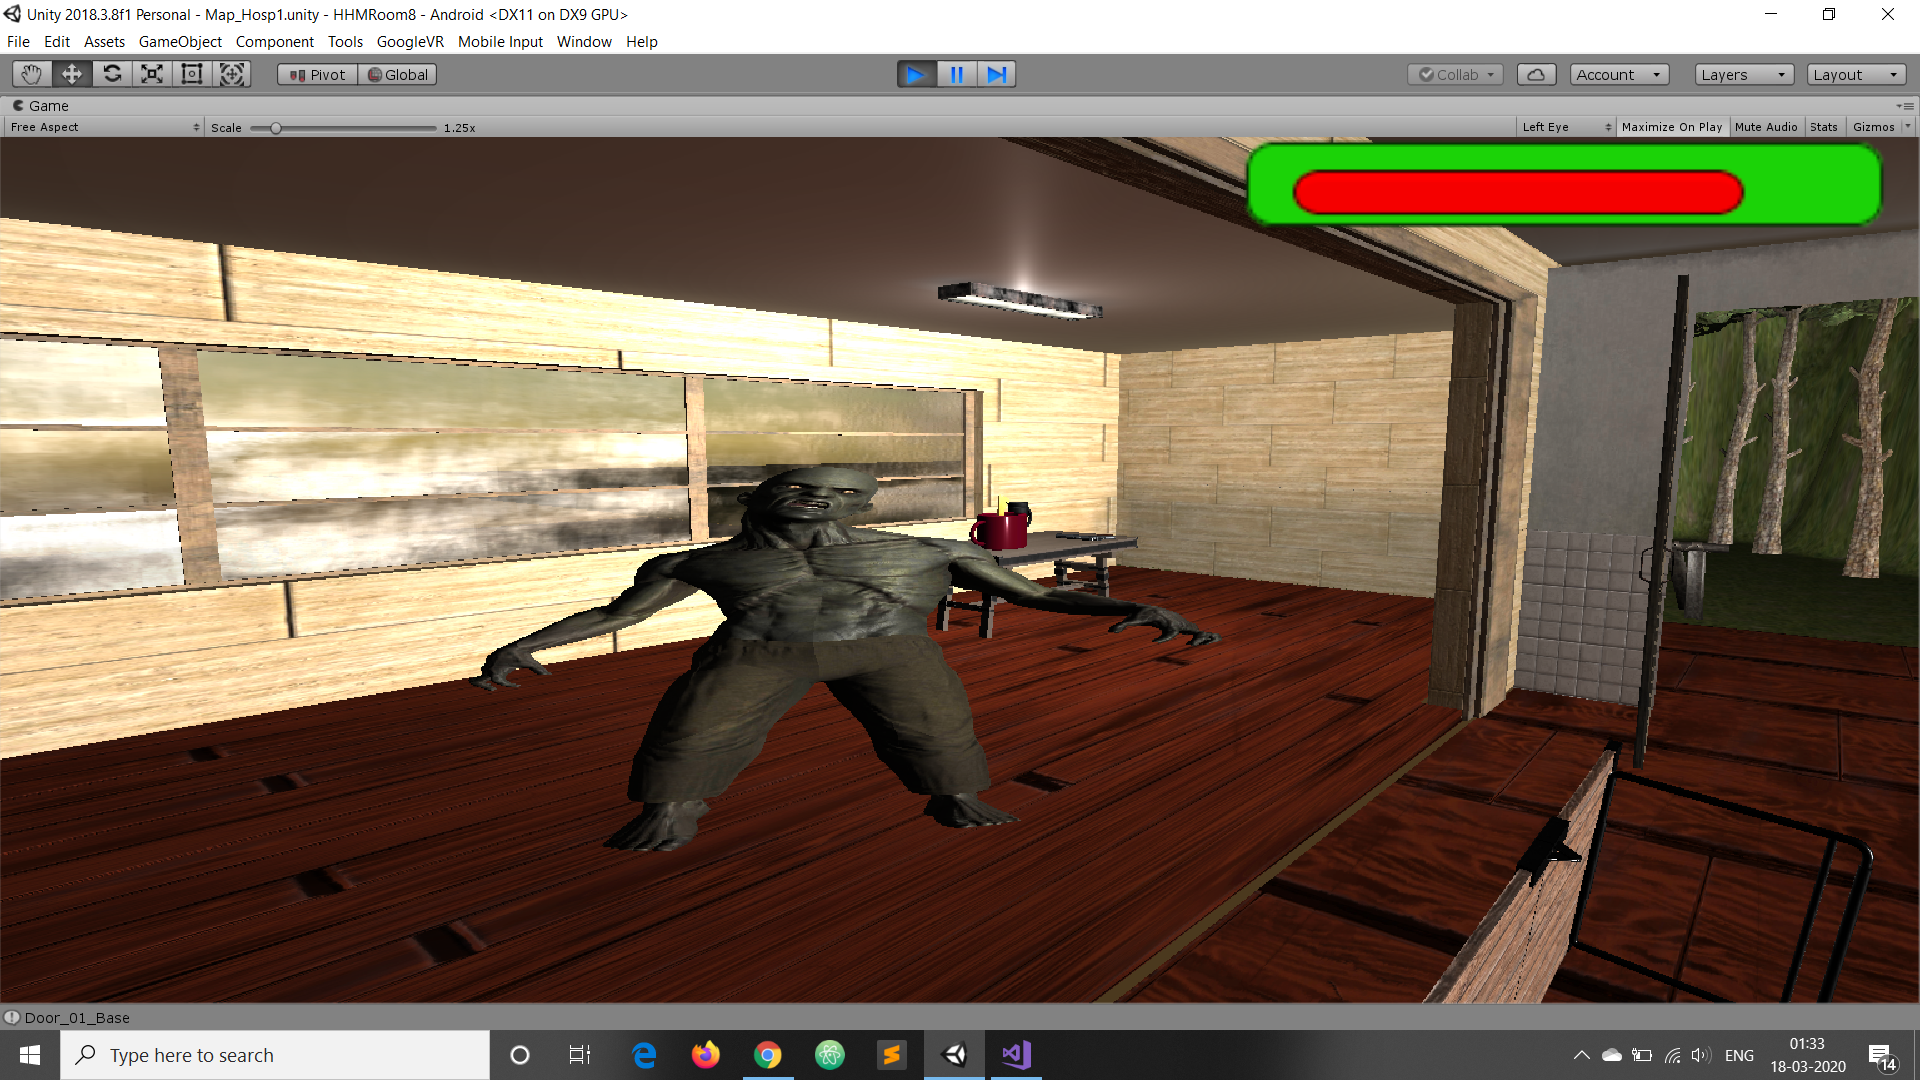 Unity 2018.3.8f1 Personal - Map_Hosp1.unity - HHMRoom8 - Android <DX11 on DX9 GPU>
File Edit Assets GameObject Component Tools GoogleVR Mobile Input Window Help
Pivot Global Collab Account Layers Layout
Game
Free Aspect Scale 1.25x Left Eye Maximize On Play Mute Audio Stats Gizmos
Door_01_Base
Type here to search
ENG
01:33
18-03-2020
14